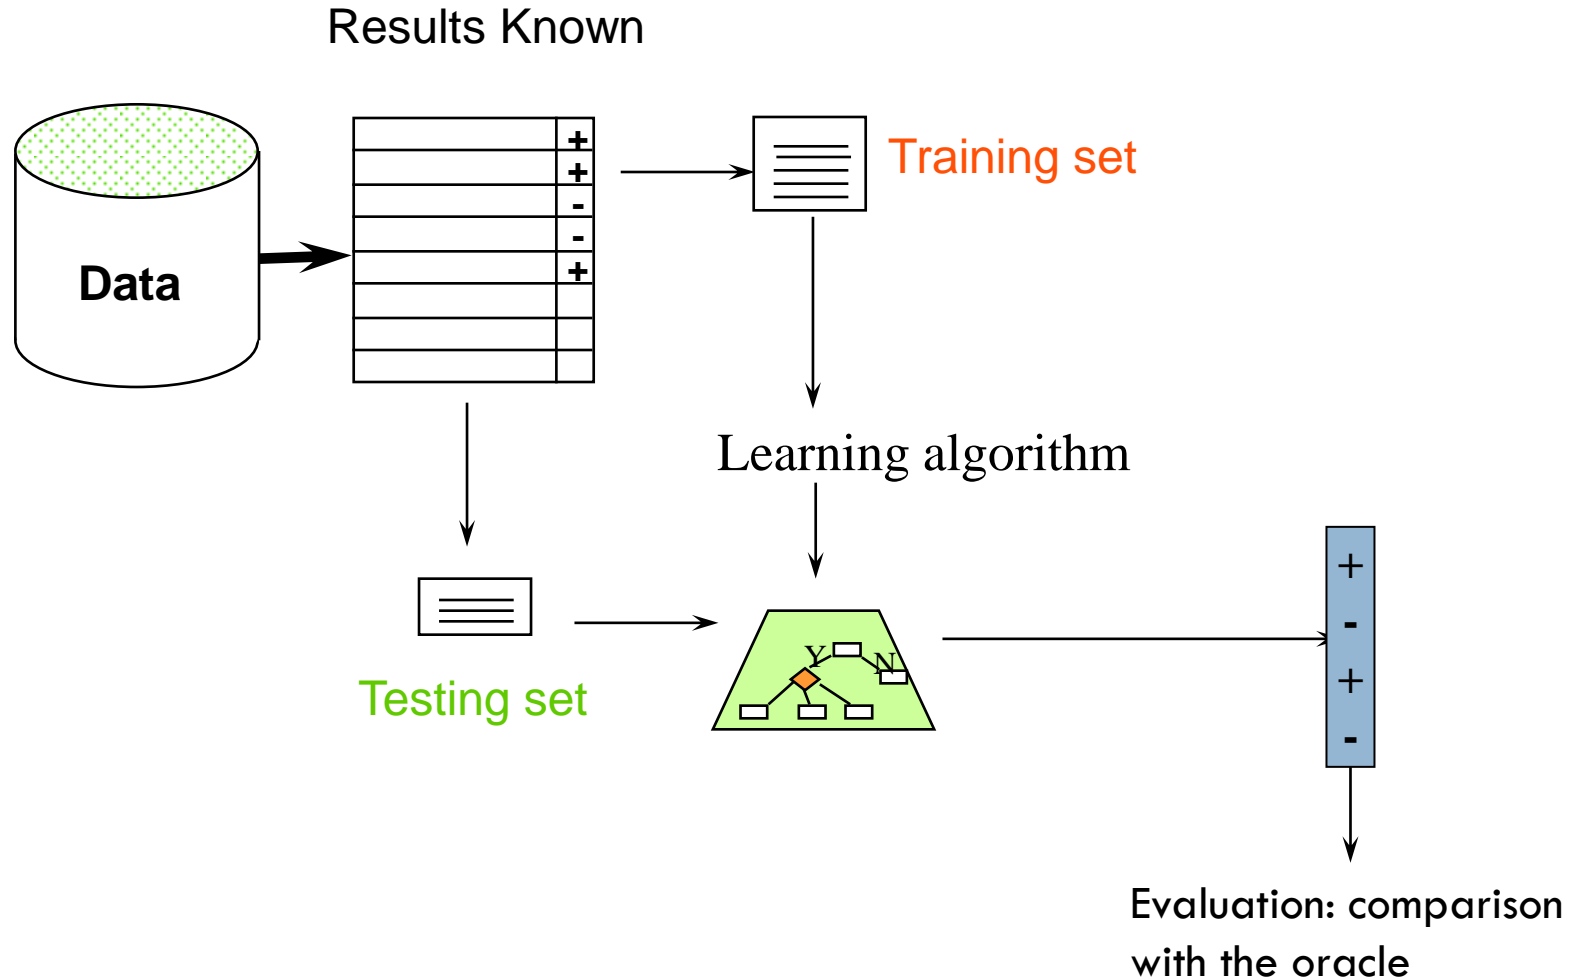 Results Known
+
+
-
-
+
Training set
Data
Learning algorithm
Y
N
Testing set
+
-
+
-
Evaluation: comparison
with the oracle